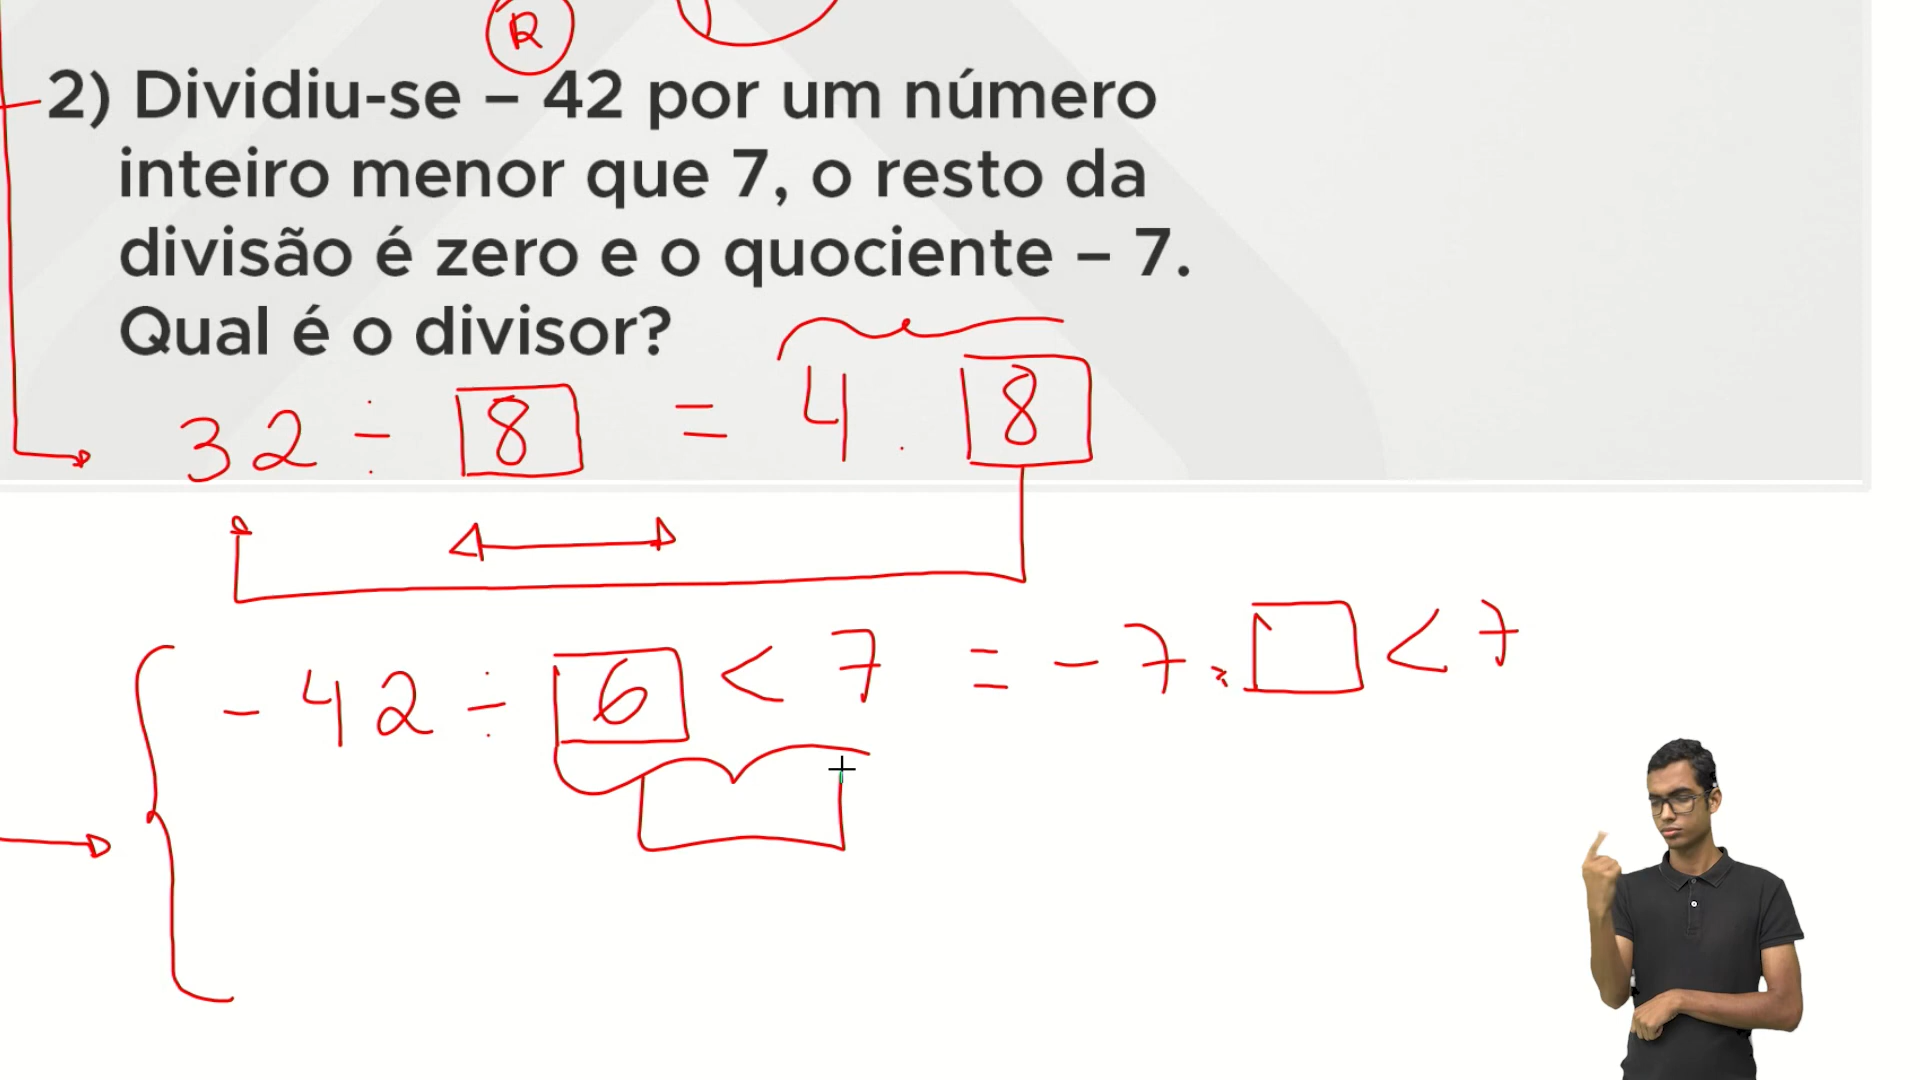 R
2) Dividiu-se – 42 por um número
inteiro menor que 7, o resto da
divisão é zero e o quociente – 7.
Qual é o divisor?
32 ÷ 8 = 4 . 8
- 42 ÷ 6 < 7 = - 7 . < 7